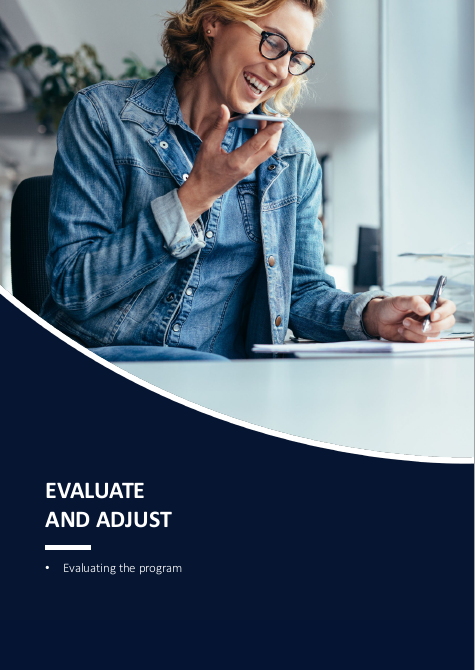 EVALUATE
AND ADJUST
• Evaluating the program